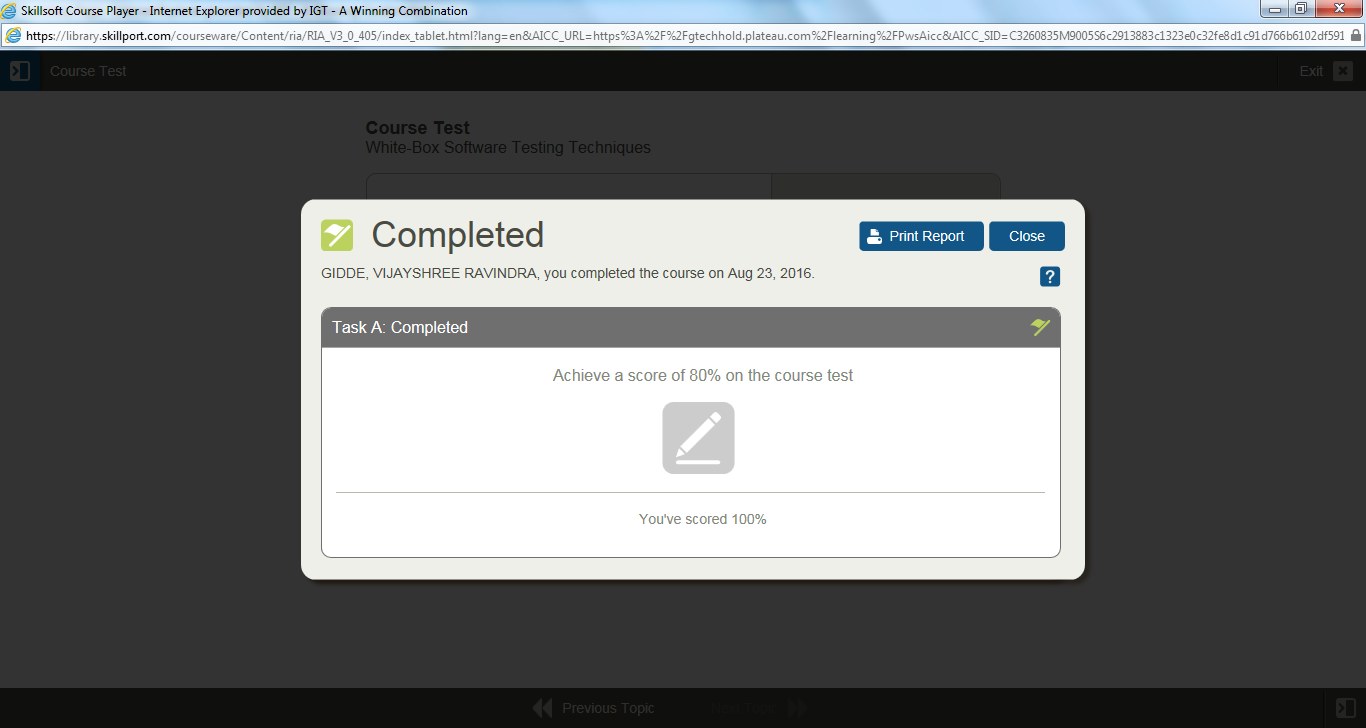 Skillsoft Course Player - Internet Explorer provided by IGT - A Winning Combination
https://library.skillport.com/courseware/Content/ria/RIA_V3_0_405/index_tablet.html?lang=en&AICC_URL=https%3A%2F%2Fgtechhold.plateau.com%2Flearning%2FPwsAicc&AICC_SID=C3260835M9005S6c2913883c1323e0c32fe8d1c91d766b6102df591
Course Test
Exit
Course Test
White-Box Software Testing Techniques
Completed
Print Report
Close
GIDDE, VIJAYSHREE RAVINDRA, you completed the course on Aug 23, 2016.
?
Task A: Completed
Achieve a score of 80% on the course test
You've scored 100%
Previous Topic
Next Topic